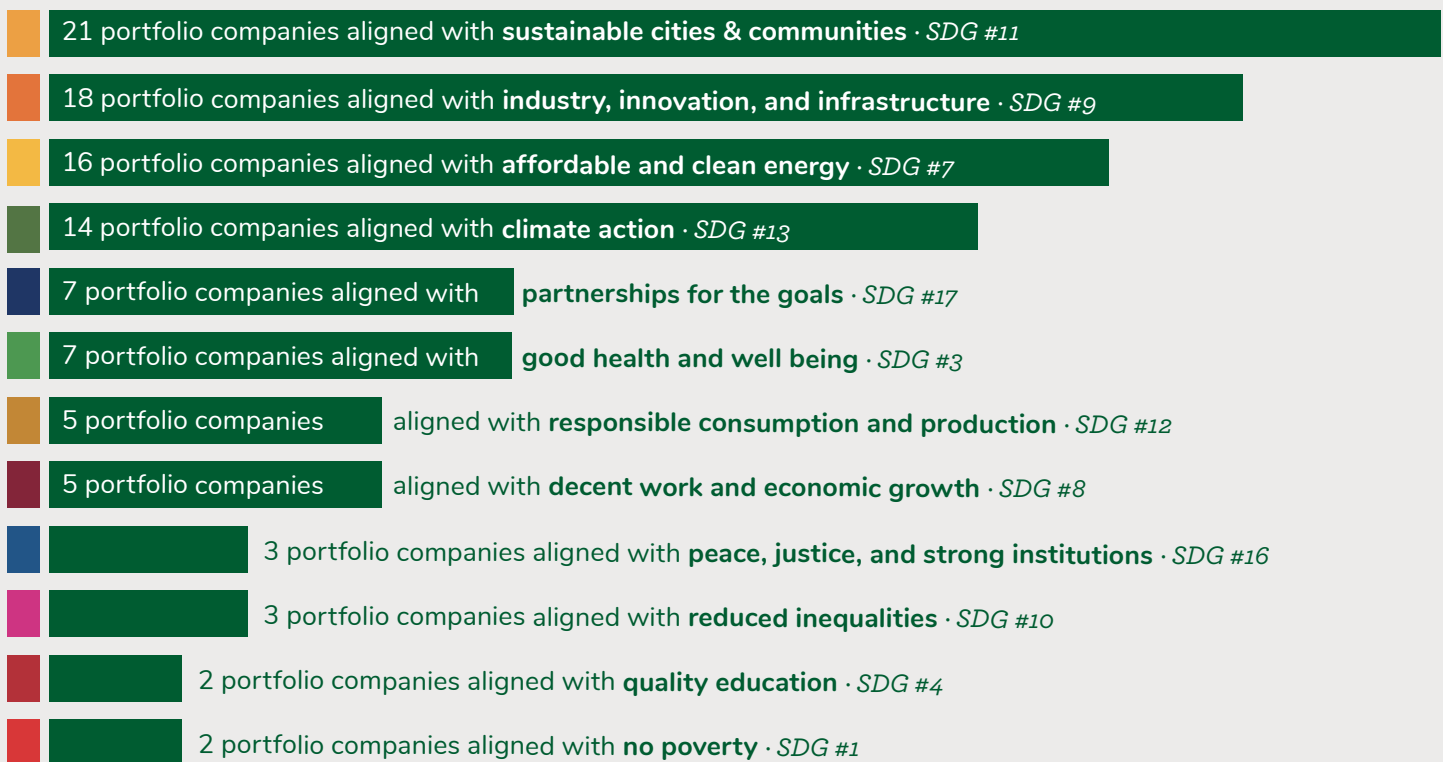 21 portfolio companies aligned with sustainable cities & communities · SDG #11
18 portfolio companies aligned with industry, innovation, and infrastructure · SDG #9
16 portfolio companies aligned with affordable and clean energy · SDG #7
14 portfolio companies aligned with climate action · SDG #13
7 portfolio companies aligned with partnerships for the goals · SDG #17
7 portfolio companies aligned with good health and well being · SDG #3
5 portfolio companies aligned with responsible consumption and production · SDG #12
5 portfolio companies aligned with decent work and economic growth · SDG #8
3 portfolio companies aligned with peace, justice, and strong institutions · SDG #16
3 portfolio companies aligned with reduced inequalities · SDG #10
2 portfolio companies aligned with quality education · SDG #4
2 portfolio companies aligned with no poverty · SDG #1